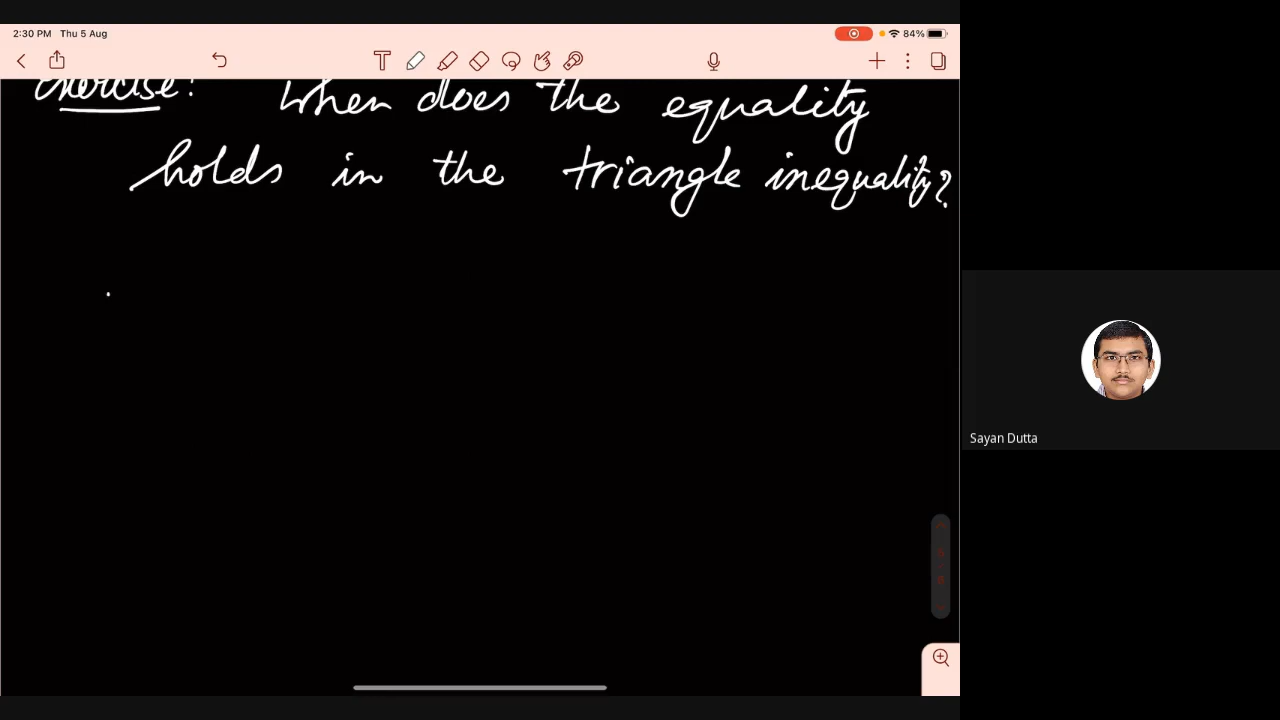 2:30 PM Thu 5 Aug
84%
T
Exercise: When does the equality
holds in the triangle inequality?
Sayan Dutta